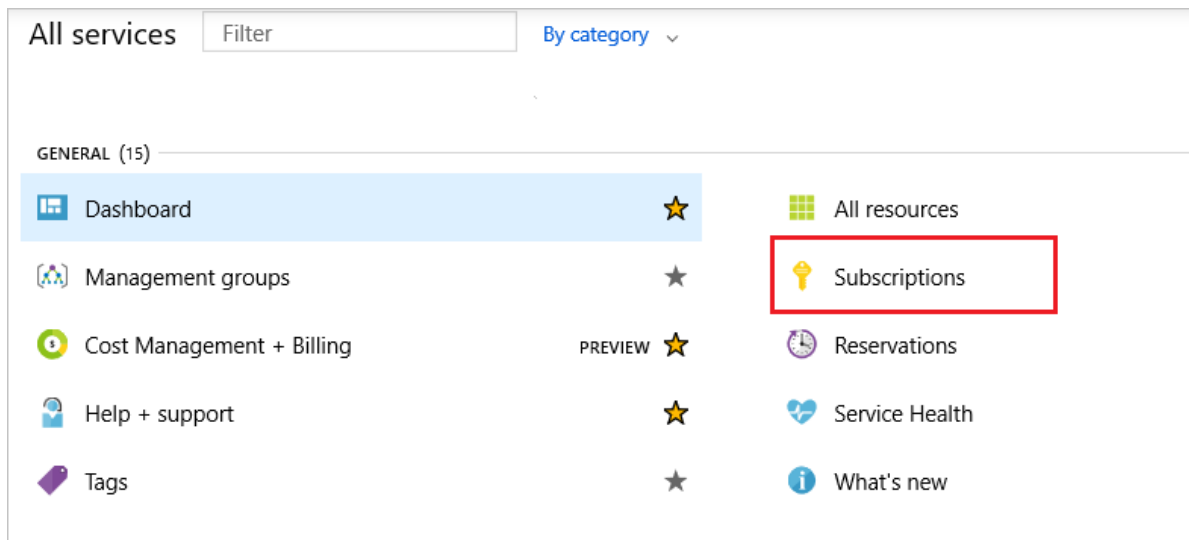 All services Filter By category
GENERAL (15)
Dashboard All resources
Management groups Subscriptions
Cost Management + Billing PREVIEW Reservations
Help + support Service Health
Tags What's new